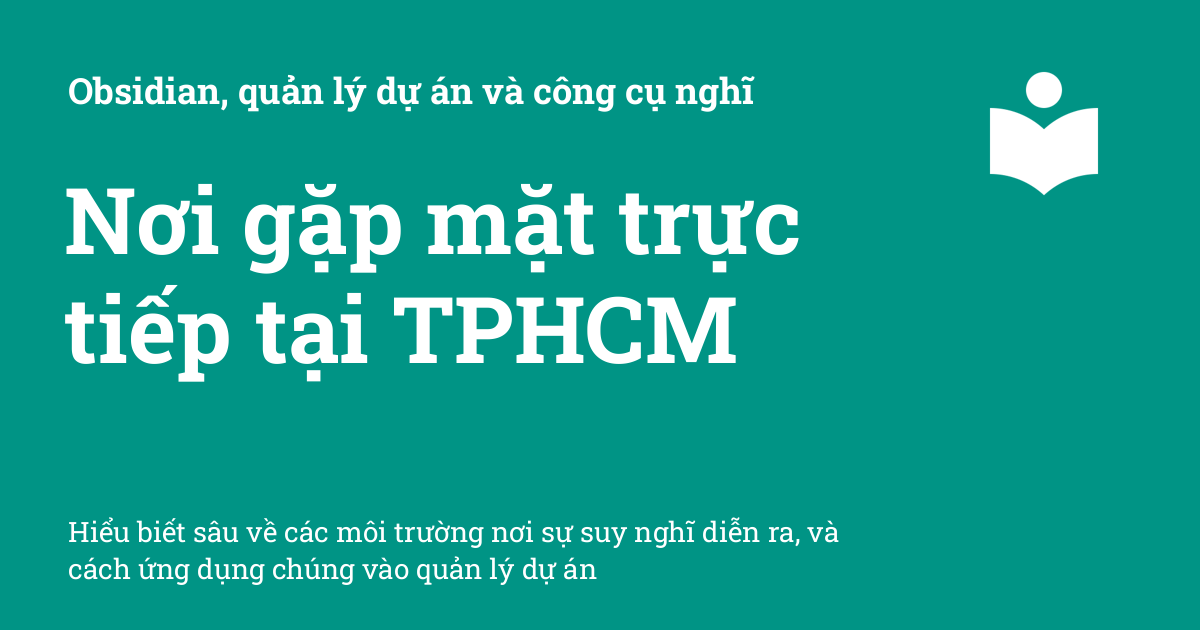 Obsidian, quản lý dự án và công cụ nghĩ
Nơi gặp mặt trực
tiếp tại TPHCM
Hiểu biết sâu về các môi trường nơi sự suy nghĩ diễn ra, và
cách ứng dụng chúng vào quản lý dự án